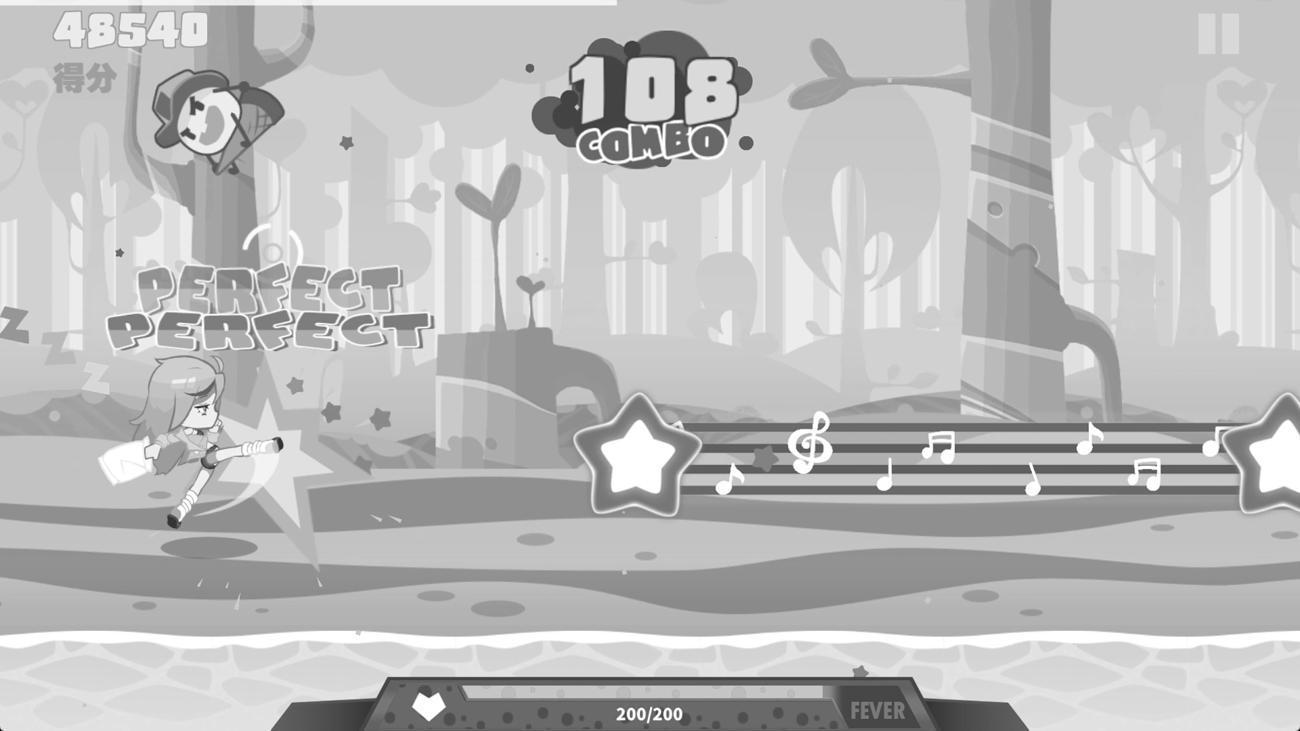 48540
得分
108
COMBO
PERFECT
PERFECT
Z
Z
Z
200/200
FEVER